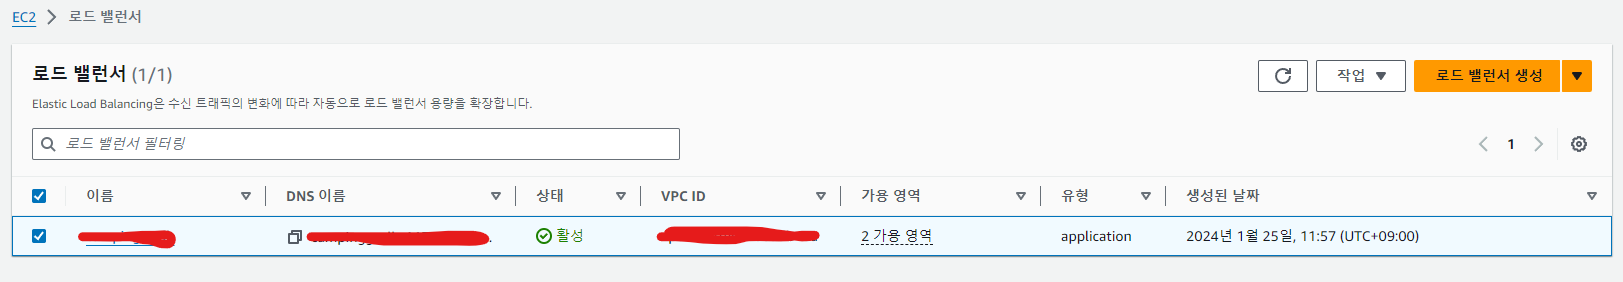 EC2 > 로드 밸런서
로드 밸런서 (1/1)
작업
로드 밸런서 생성
Elastic Load Balancing은 수신 트래픽의 변화에 따라 자동으로 로드 밸런서 용량을 확장합니다.
로드 밸런서 필터링
1
이름 DNS 이름 상태 VPC ID 가용 영역 유형 생성된 날짜
활성 2 가용 영역 application 2024년 1월 25일, 11:57 (UTC+09:00)